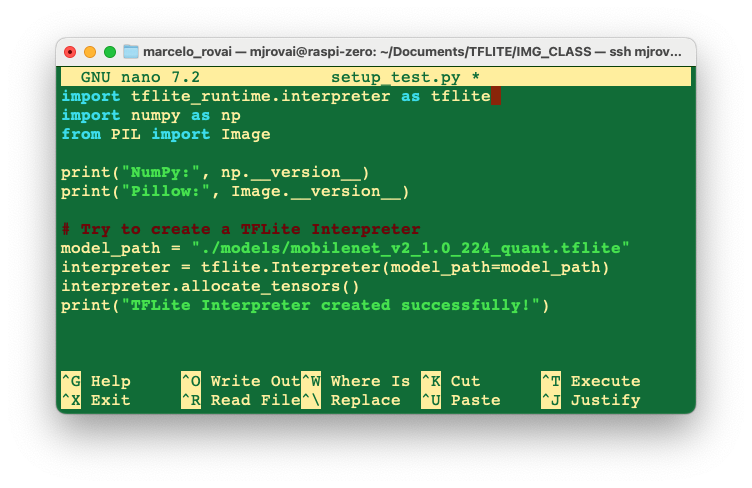 marcelo_rovai — mjrovai@raspi-zero: ~/Documents/TFLITE/IMG_CLASS — ssh mjrov...
GNU nano 7.2 setup_test.py *
import tflite_runtime.interpreter as tflite
import numpy as np
from PIL import Image
print("NumPy:", np.__version__)
print("Pillow:", Image.__version__)
# Try to create a TFLite Interpreter
model_path = "./models/mobilenet_v2_1.0_224_quant.tflite"
interpreter = tflite.Interpreter(model_path=model_path)
interpreter.allocate_tensors()
print("TFLite Interpreter created successfully!")
^G Help ^O Write Out ^W Where Is ^K Cut ^T Execute
^X Exit ^R Read File ^\ Replace ^U Paste ^J Justify